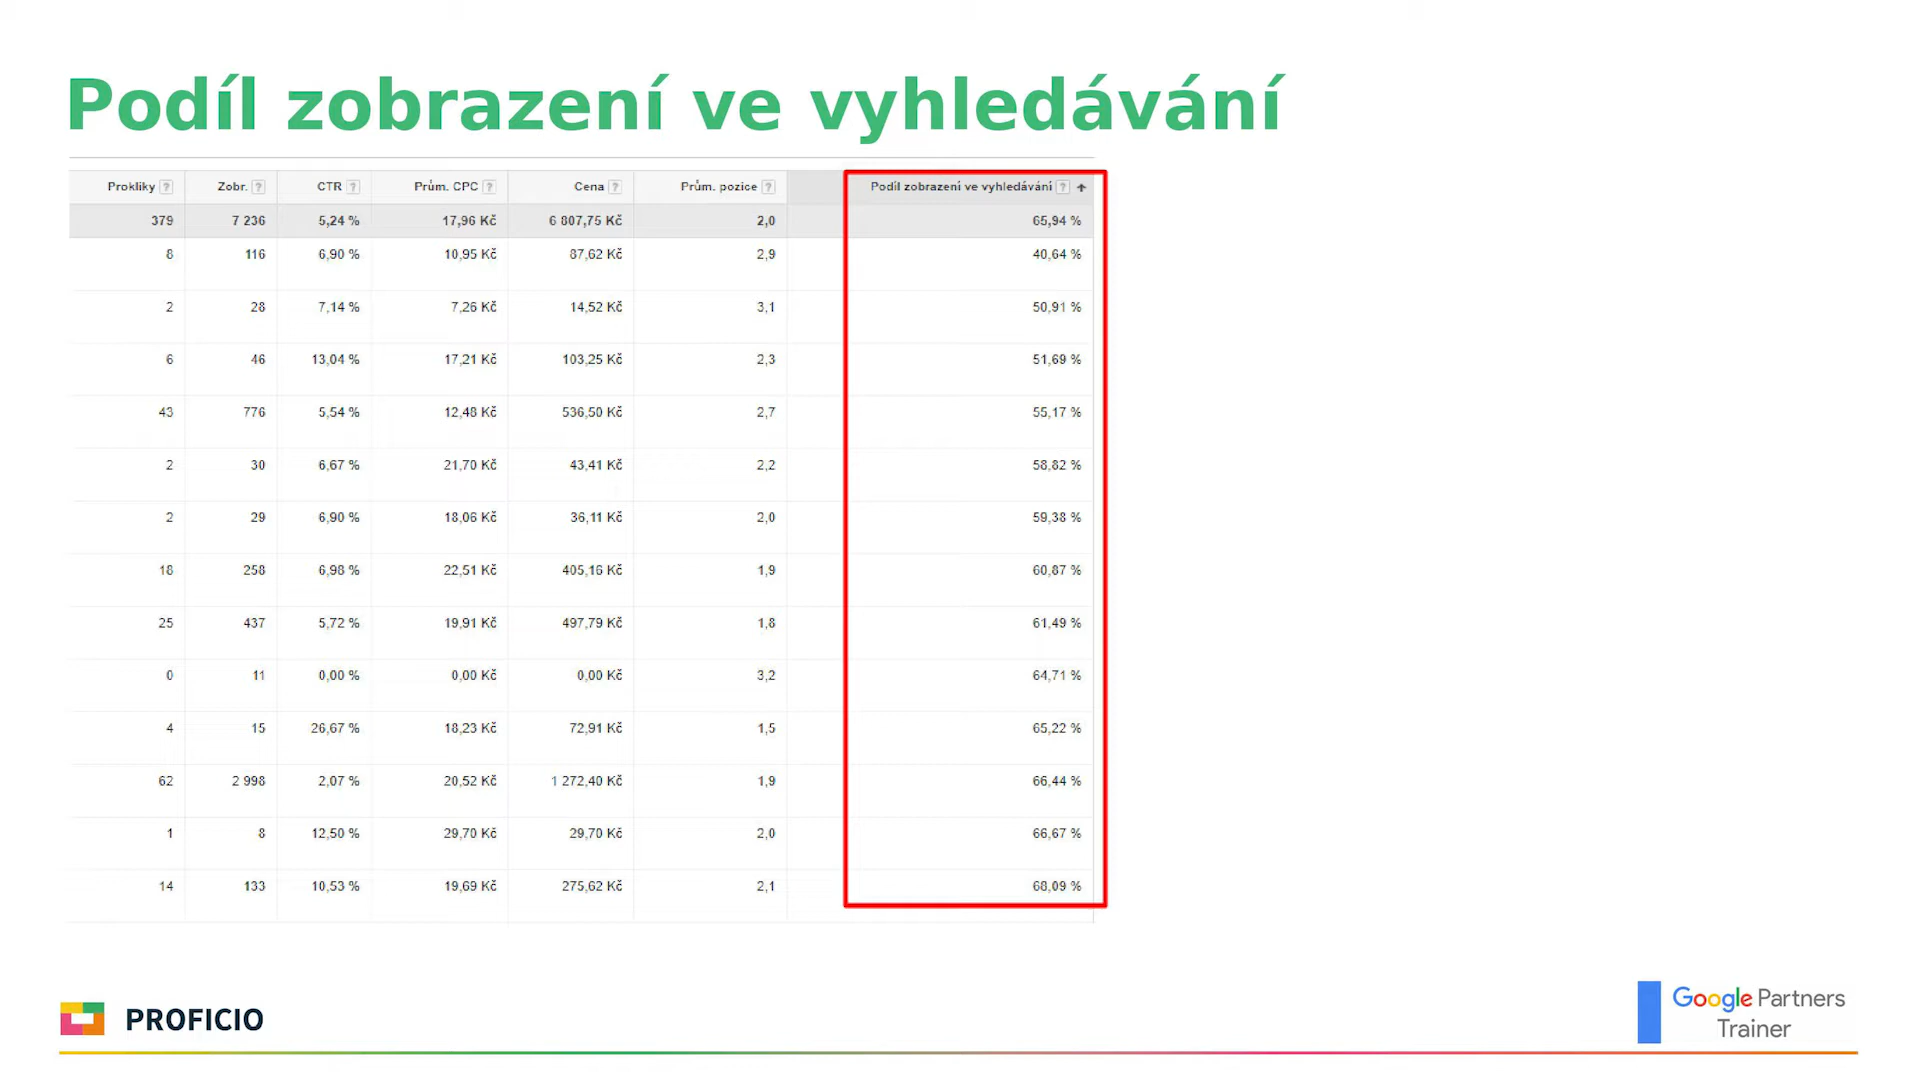 Podíl zobrazení ve vyhledávání
Prokliky ? Zobr. ? CTR ? Prům. CPC ? Cena ? Prům. pozice ? Podíl zobrazení ve vyhledávání ? ↑
379 7 236 5,24 % 17,96 Kč 6 807,75 Kč 2,0 65,94 %
8 116 6,90 % 10,95 Kč 87,62 Kč 2,9 40,64 %
2 28 7,14 % 7,26 Kč 14,52 Kč 3,1 50,91 %
6 46 13,04 % 17,21 Kč 103,25 Kč 2,3 51,69 %
43 776 5,54 % 12,48 Kč 536,50 Kč 2,7 55,17 %
2 30 6,67 % 21,70 Kč 43,41 Kč 2,2 58,82 %
2 29 6,90 % 18,06 Kč 36,11 Kč 2,0 59,38 %
18 258 6,98 % 22,51 Kč 405,16 Kč 1,9 60,87 %
25 437 5,72 % 19,91 Kč 497,79 Kč 1,8 61,49 %
0 11 0,00 % 0,00 Kč 0,00 Kč 3,2 64,71 %
4 15 26,67 % 18,23 Kč 72,91 Kč 1,5 65,22 %
62 2 998 2,07 % 20,52 Kč 1 272,40 Kč 1,9 66,44 %
1 8 12,50 % 29,70 Kč 29,70 Kč 2,0 66,67 %
14 133 10,53 % 19,69 Kč 275,62 Kč 2,1 68,09 %
PROFICIO
Google Partners
Trainer